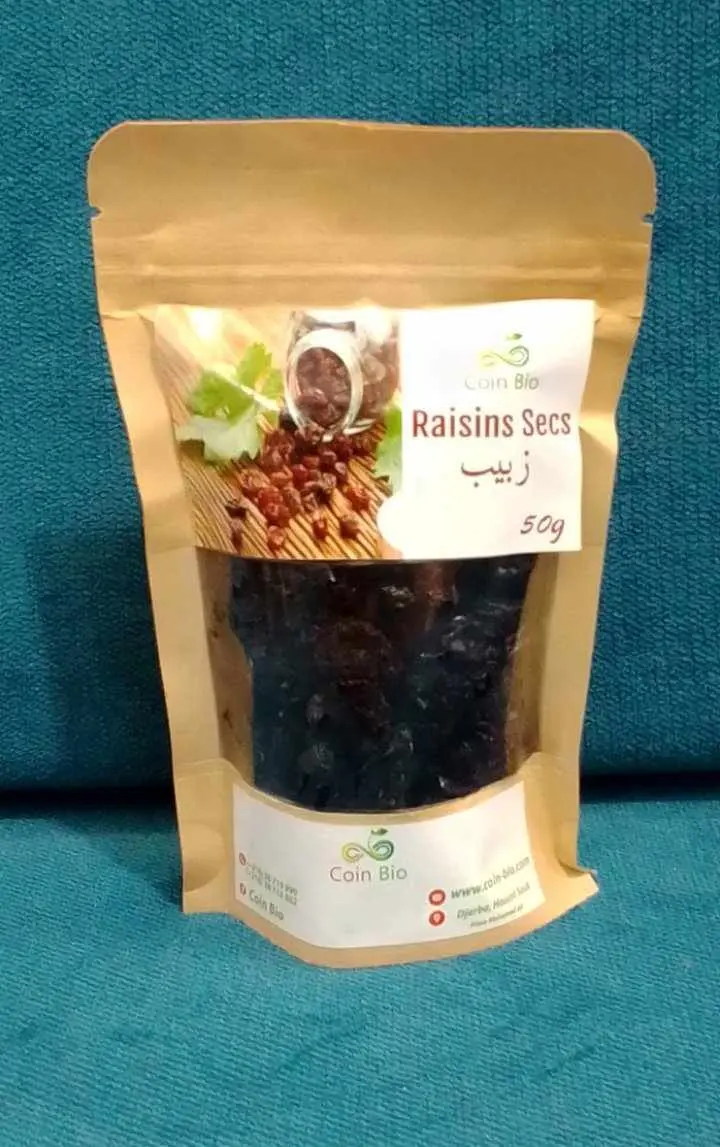 Coin Bio
Raisins Secs
زبيب
50g
Coin Bio
Coin Bio
www.coin-bio.com
Djerba, Houmt Souk